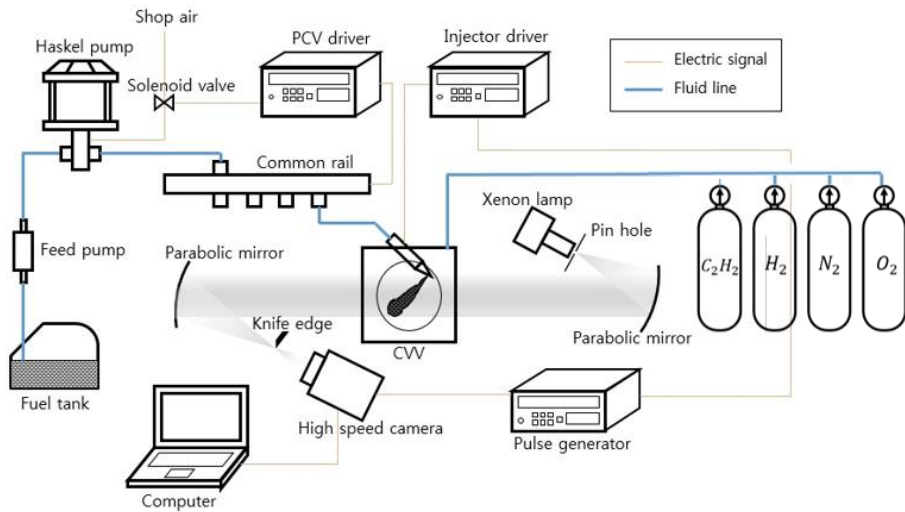 Shop air
Haskel pump
PCV driver
Injector driver
Electric signal
Fluid line
Solenoid valve
Common rail
Xenon lamp
Pin hole
Feed pump
Parabolic mirror
C₂H₂
H₂
N₂
O₂
Knife edge
CVV
Parabolic mirror
Fuel tank
High speed camera
Pulse generator
Computer